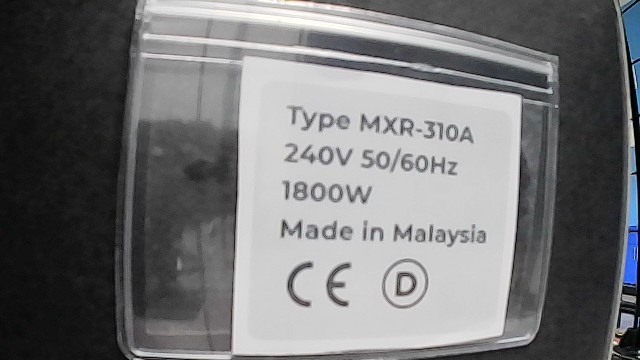 Type MXR-310A
240V 50/60Hz
1800W
Made in Malaysia
CE D